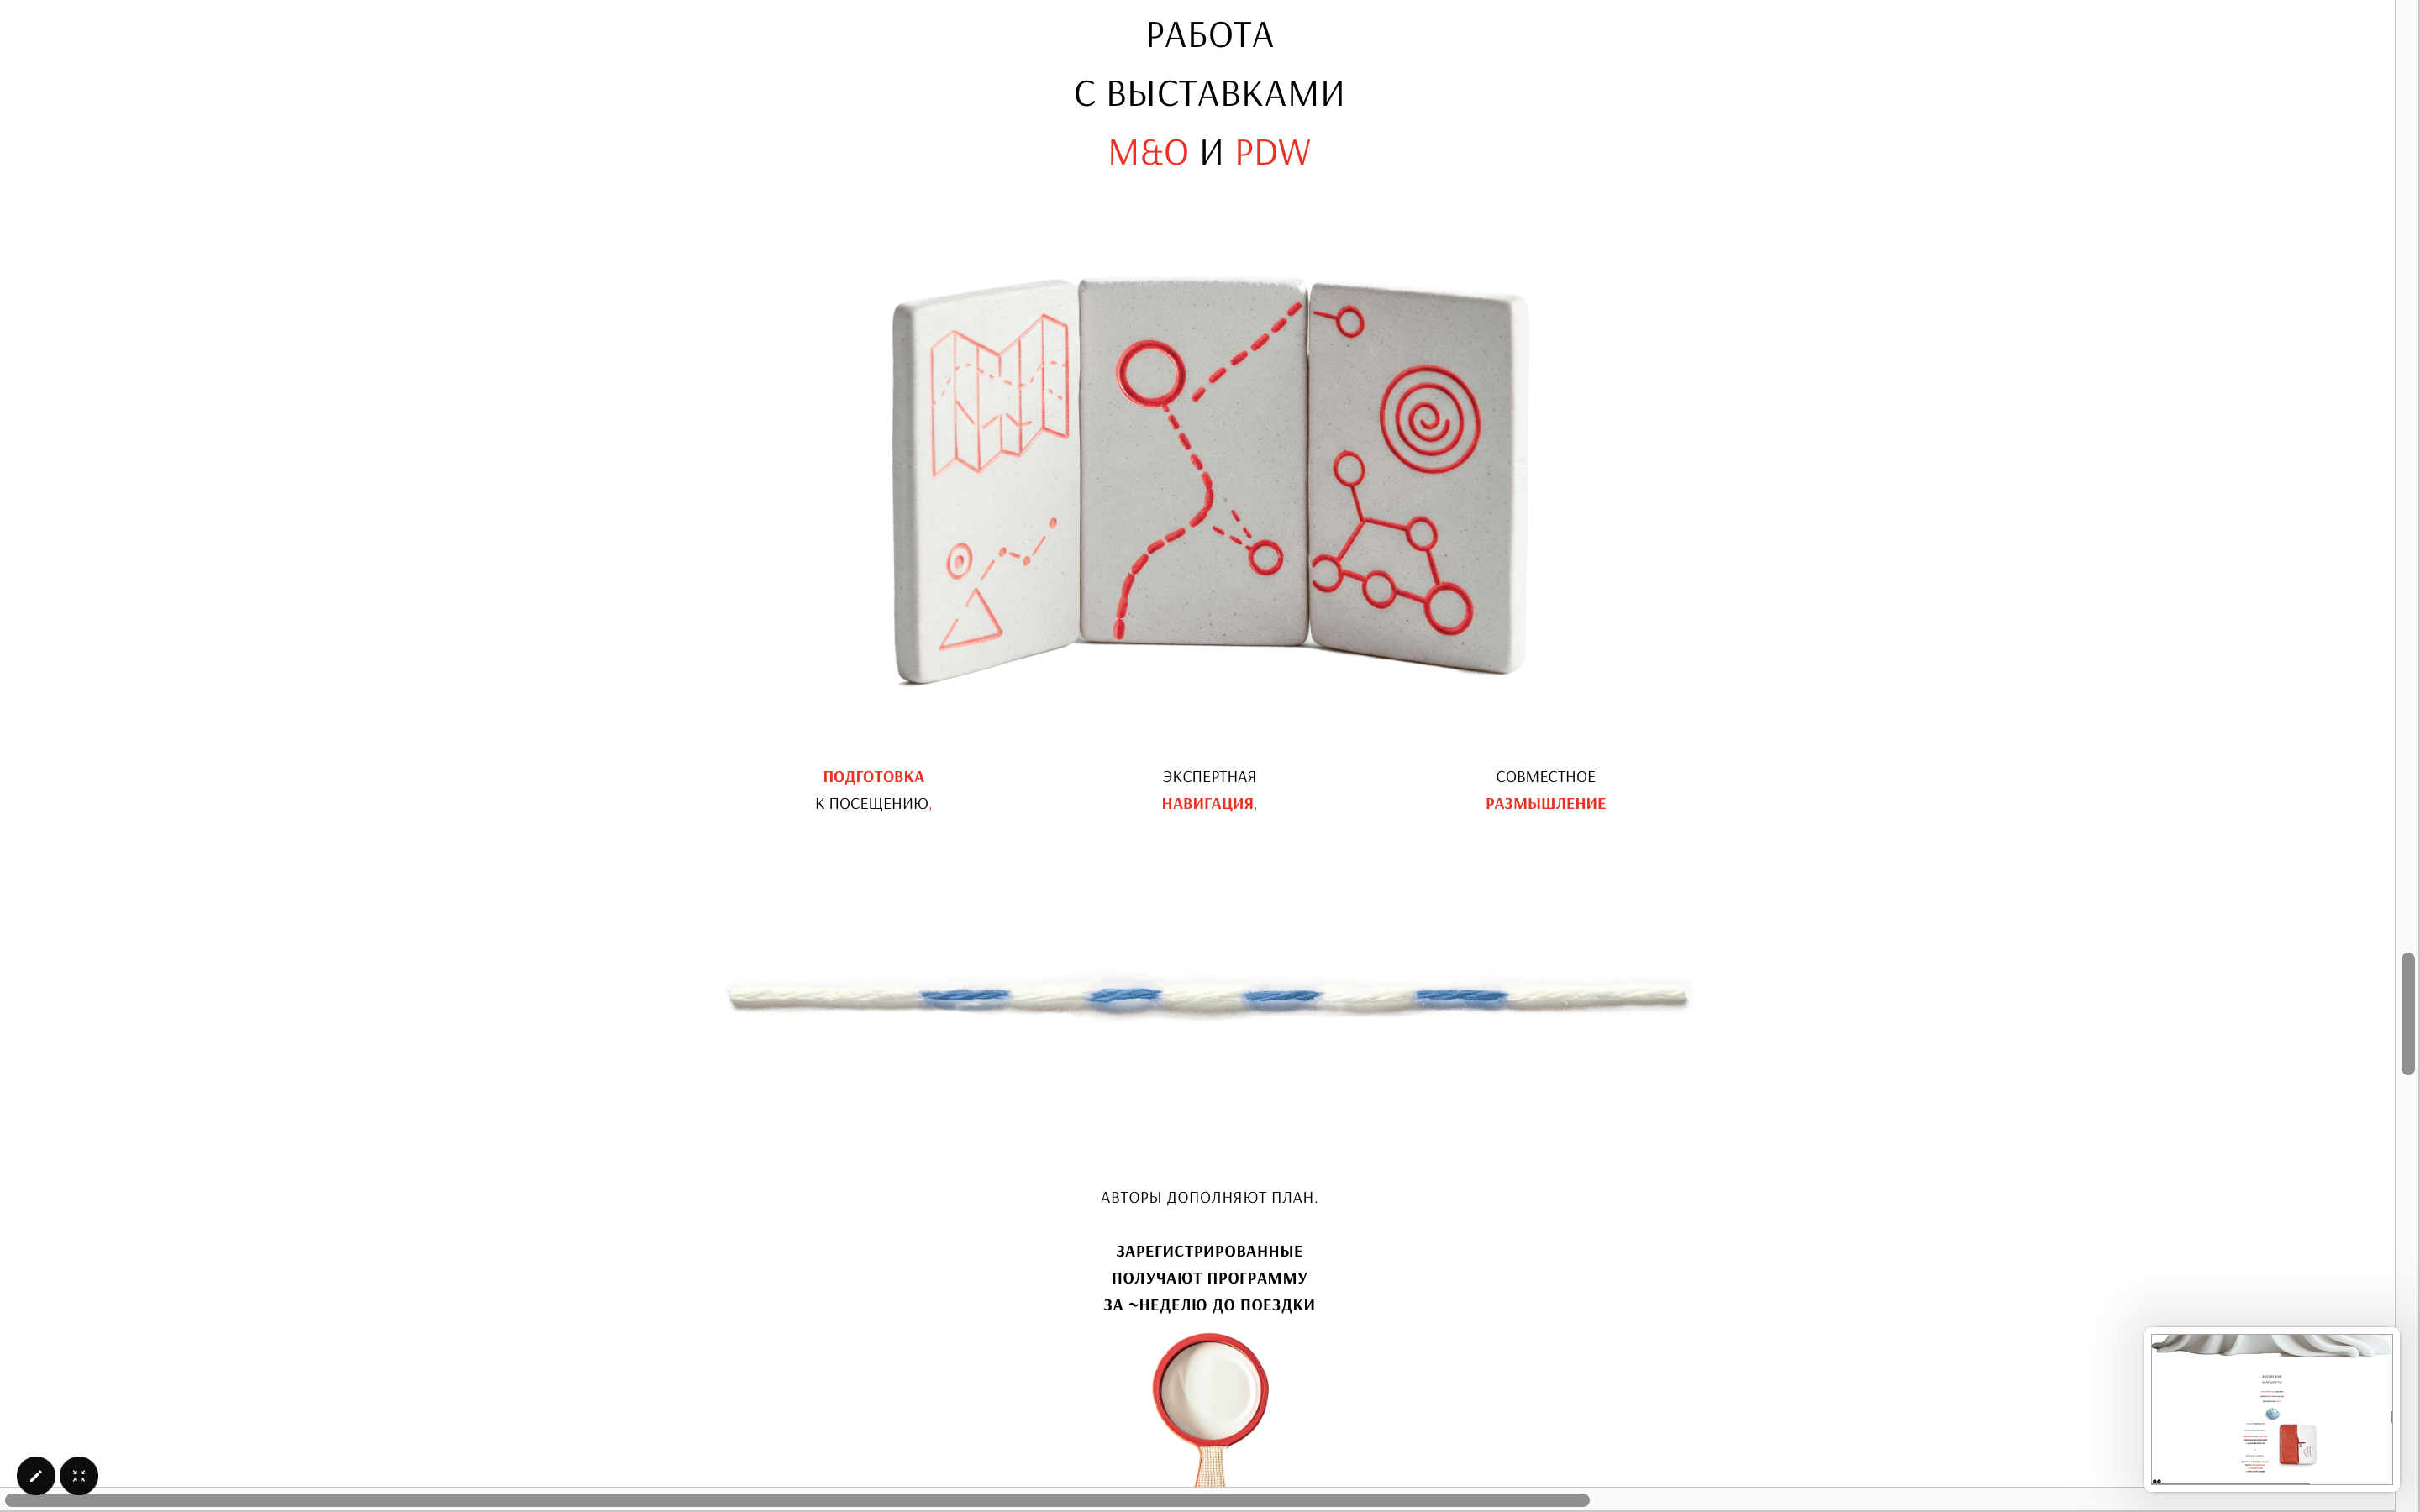 РАБОТА
С ВЫСТАВКАМИ
M&O И PDW
ПОДГОТОВКА
К ПОСЕЩЕНИЮ,
ЭКСПЕРТНАЯ
НАВИГАЦИЯ,
СОВМЕСТНОЕ
РАЗМЫШЛЕНИЕ
АВТОРЫ ДОПОЛНЯЮТ ПЛАН.
ЗАРЕГИСТРИРОВАННЫЕ
ПОЛУЧАЮТ ПРОГРАММУ
ЗА ~НЕДЕЛЮ ДО ПОЕЗДКИ